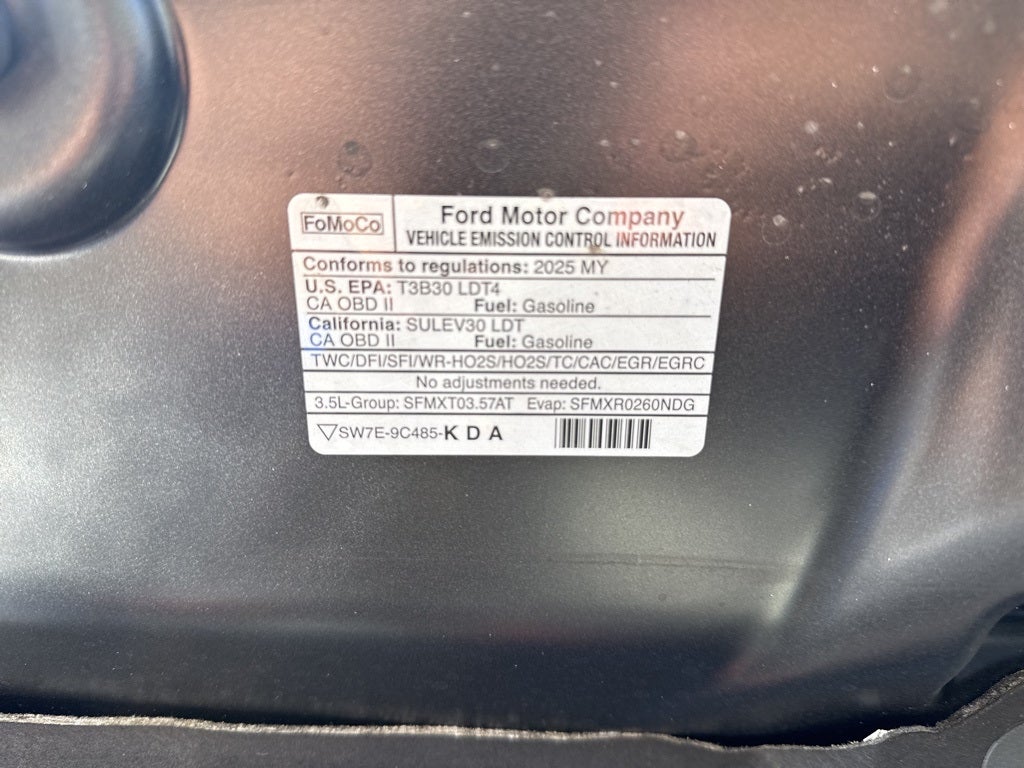 FoMoCo
Ford Motor Company
VEHICLE EMISSION CONTROL INFORMATION
Conforms to regulations: 2025 MY
U.S. EPA: T3B30 LDT4
CA OBD II Fuel: Gasoline
California: SULEV30 LDT
CA OBD II Fuel: Gasoline
TWC/DFI/SFI/WR-HO2S/HO2S/TC/CAC/EGR/EGRC
No adjustments needed.
3.5L-Group: SFMXT03.57AT Evap: SFMXR0260NDG
SW7E-9C485-K D A